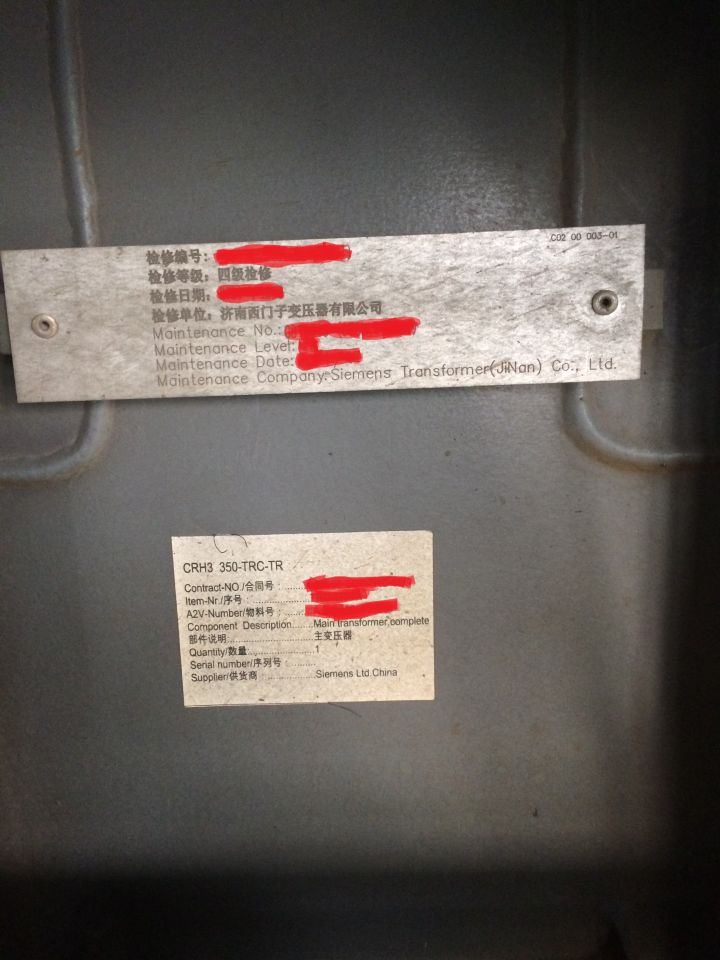 C02 00 003-01
检修编号:
检修等级: 四级检修
检修日期:
检修单位: 济南西门子变压器有限公司
Maintenance No.:
Maintenance Level:
Maintenance Date:
Maintenance Company:Siemens Transformer(JiNan) Co., Ltd.
CRH3 350-TRC-TR
Contract-NO./合同号 :......
Item-Nr./序号 :......
A2V-Number/物料号 :......
Component Description......Main transformer,complete
部件说明:......主变压器
Quantity/数量......1
Serial number/序列号 :......
Supplier/供货商 :......Siemens Ltd.China